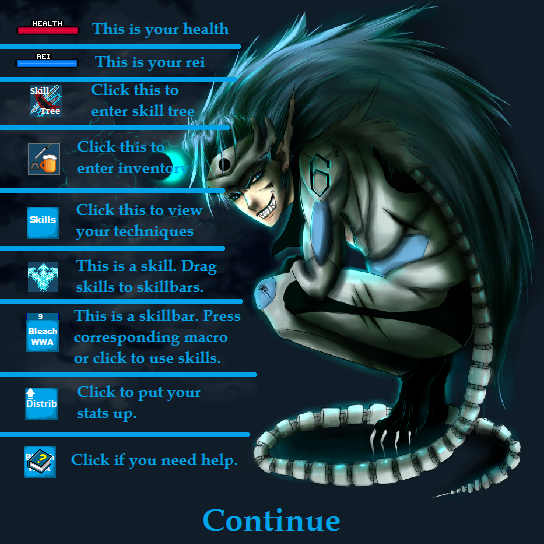 HEALTH
This is your health
REI
This is your rei
Skill
Tree
Click this to
enter skill tree
Click this to
enter inventory
Skills
Click this to view
your techniques
This is a skill. Drag
skills to skillbars.
9
Bleach
WWA
This is a skillbar. Press
corresponding macro
or click to use skills.
Distrib
Click to put your
stats up.
?
Click if you need help.
6
Continue